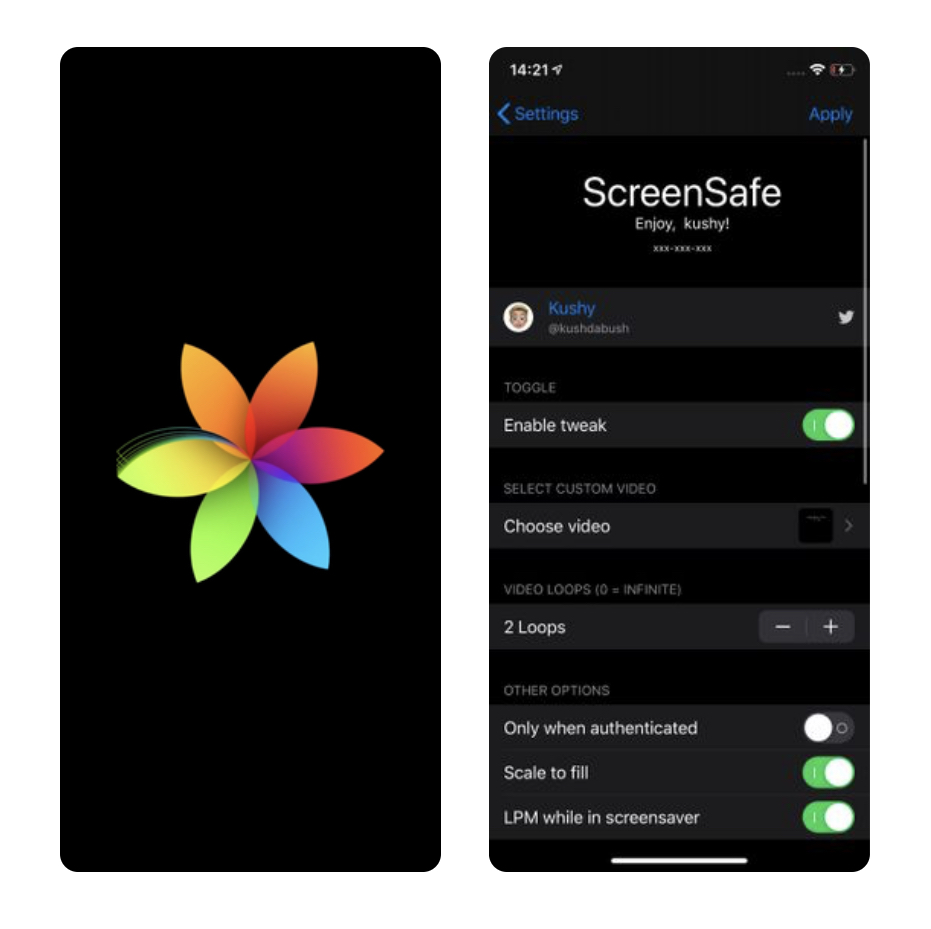 14:21
Settings
Apply
ScreenSafe
Enjoy, kushy!
xxx-xxx-xxx
Kushy
@kushdabush
TOGGLE
Enable tweak
SELECT CUSTOM VIDEO
Choose video
VIDEO LOOPS (0 = INFINITE)
2 Loops
OTHER OPTIONS
Only when authenticated
Scale to fill
LPM while in screensaver